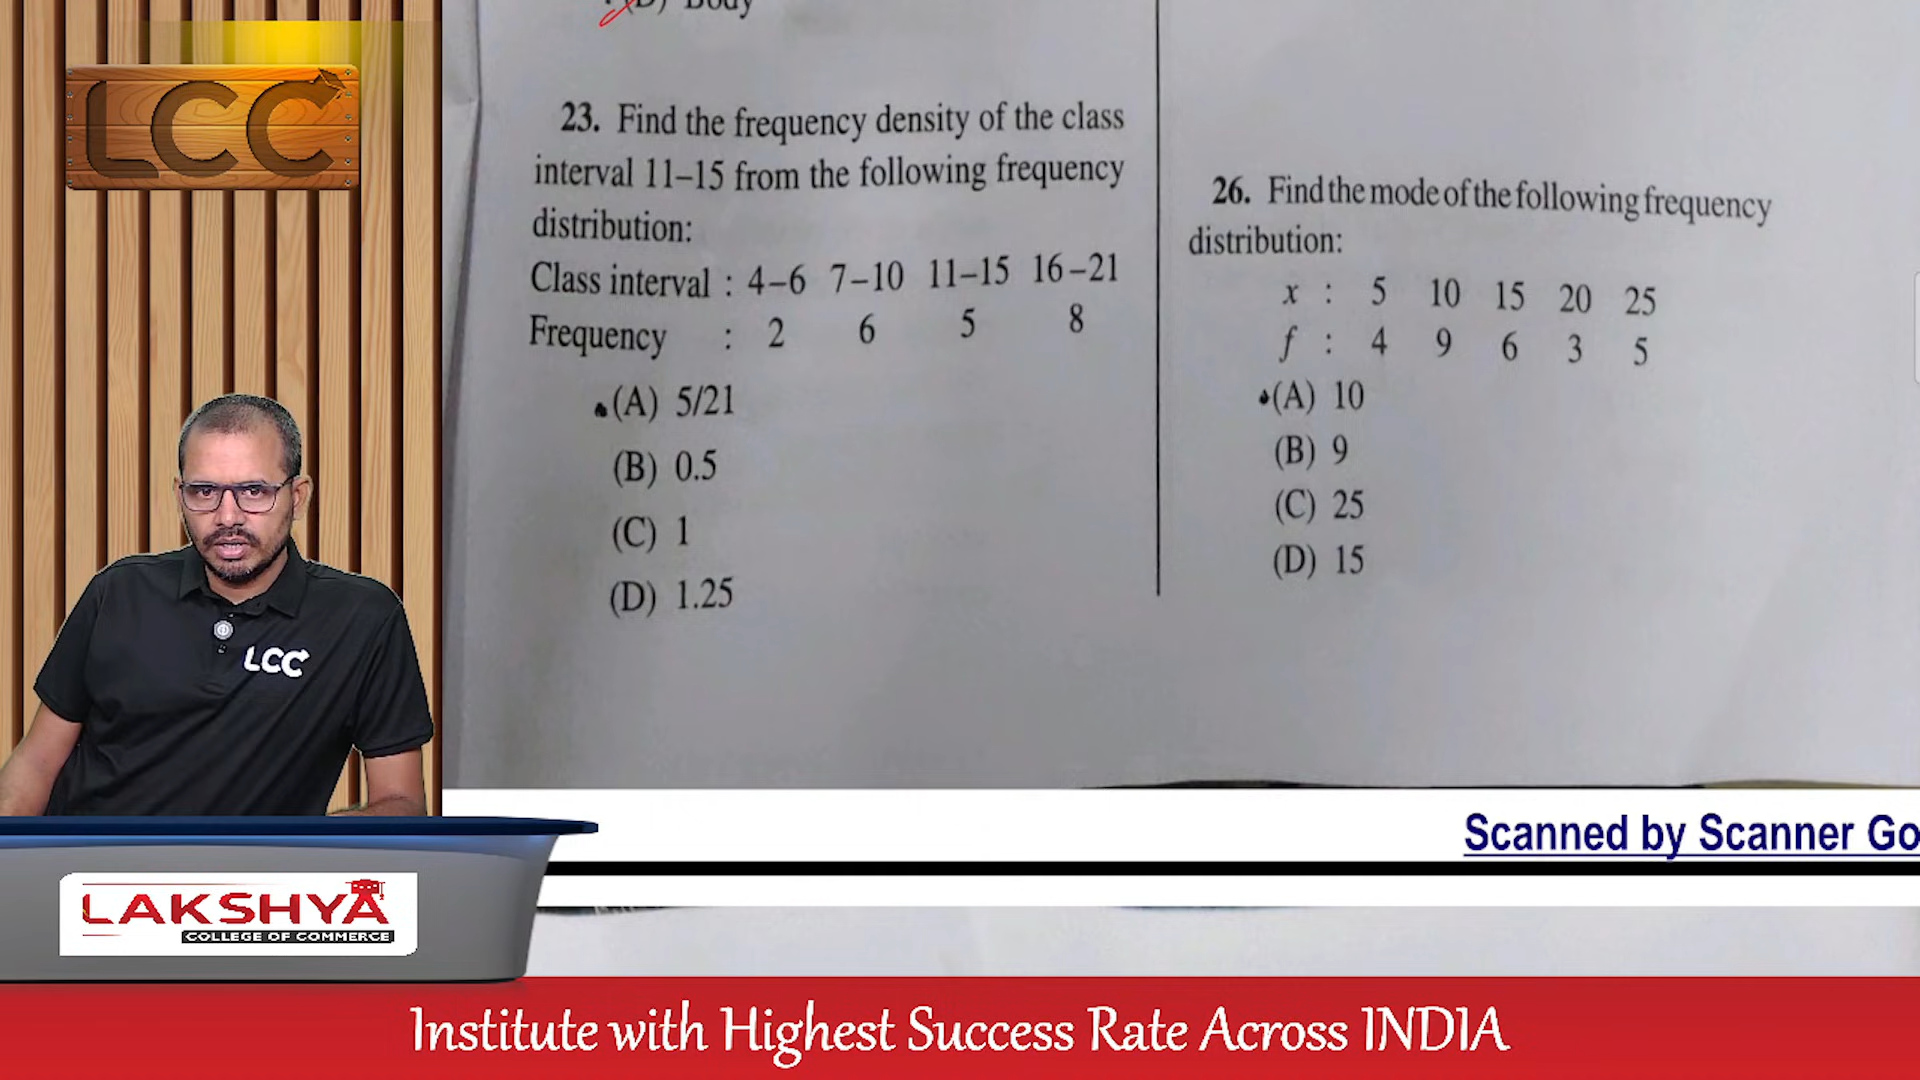 (D) Body
LCC
23. Find the frequency density of the class
interval 11–15 from the following frequency
distribution:
Class interval : 4–6 7–10 11–15 16–21
Frequency : 2 6 5 8
(A) 5/21
(B) 0.5
(C) 1
(D) 1.25
26. Find the mode of the following frequency
distribution:
x : 5 10 15 20 25
f : 4 9 6 3 5
(A) 10
(B) 9
(C) 25
(D) 15
LCC
Scanned by Scanner Go
LAKSHYA
COLLEGE OF COMMERCE
Institute with Highest Success Rate Across INDIA